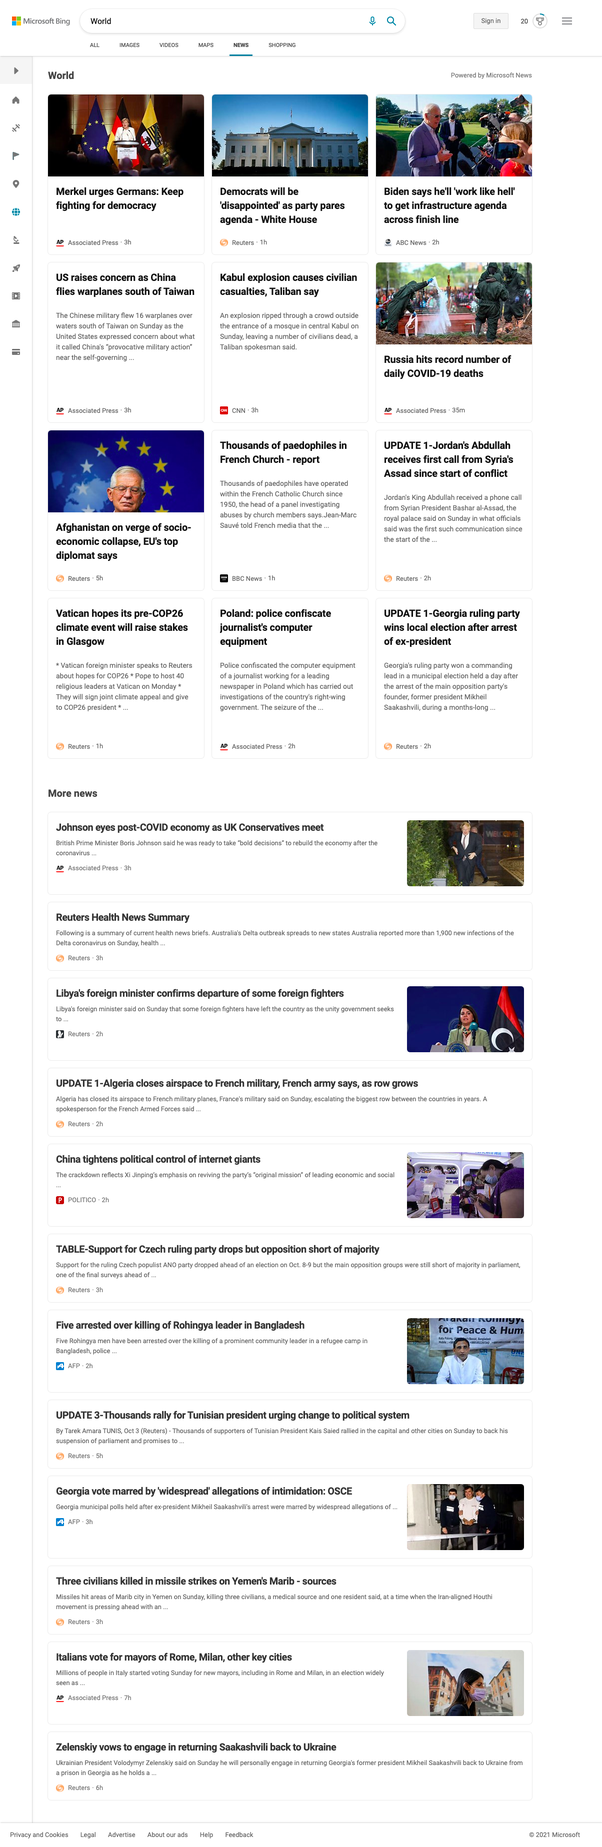 Microsoft Bing
World
Sign in
20
ALL
IMAGES
VIDEOS
MAPS
NEWS
SHOPPING
World
Powered by Microsoft News
Merkel urges Germans: Keep
fighting for democracy
AP Associated Press · 3h
Democrats will be
'disappointed' as party pares
agenda - White House
Reuters · 1h
Biden says he'll 'work like hell'
to get infrastructure agenda
across finish line
ABC News · 2h
US raises concern as China
flies warplanes south of Taiwan
The Chinese military flew 16 warplanes over
waters south of Taiwan on Sunday as the
United States expressed concern about what
it called China's "provocative military action"
near the self-governing ...
AP Associated Press · 3h
Kabul explosion causes civilian
casualties, Taliban say
An explosion ripped through a crowd outside
the entrance of a mosque in central Kabul on
Sunday, leaving a number of civilians dead, a
Taliban spokesman said.
CNN · 3h
Russia hits record number of
daily COVID-19 deaths
AP Associated Press · 35m
Afghanistan on verge of socio-
economic collapse, EU's top
diplomat says
Reuters · 5h
Thousands of paedophiles in
French Church - report
Thousands of paedophiles have operated
within the French Catholic Church since
1950, the head of a panel investigating
abuses by church members says.Jean-Marc
Sauvé told French media that the ...
BBC News · 1h
UPDATE 1-Jordan's Abdullah
receives first call from Syria's
Assad since start of conflict
Jordan's King Abdullah received a phone call
from Syrian President Bashar al-Assad, the
royal palace said on Sunday in what officials
said was the first such communication since
the start of the ...
Reuters · 2h
Vatican hopes its pre-COP26
climate event will raise stakes
in Glasgow
* Vatican foreign minister speaks to Reuters
about hopes for COP26 * Pope to host 40
religious leaders at Vatican on Monday *
They will sign joint climate appeal and give
to COP26 president * ...
Reuters · 1h
Poland: police confiscate
journalist's computer
equipment
Police confiscated the computer equipment
of a journalist working for a leading
newspaper in Poland which has carried out
investigations of the country's right-wing
government. The seizure of the ...
AP Associated Press · 2h
UPDATE 1-Georgia ruling party
wins local election after arrest
of ex-president
Georgia's ruling party won a commanding
lead in a municipal election held a day after
the arrest of the main opposition party's
founder, former president Mikheil
Saakashvili, during a months-long ...
Reuters · 2h
More news
Johnson eyes post-COVID economy as UK Conservatives meet
British Prime Minister Boris Johnson said he was ready to take "bold decisions" to rebuild the economy after the
coronavirus ...
AP Associated Press · 3h
Reuters Health News Summary
Following is a summary of current health news briefs. Australia's Delta outbreak spreads to new states Australia reported more than 1,900 new infections of the
Delta coronavirus on Sunday, health ...
Reuters · 3h
Libya's foreign minister confirms departure of some foreign fighters
Libya's foreign minister said on Sunday that some foreign fighters have left the country as the unity government seeks
to ...
Reuters · 2h
UPDATE 1-Algeria closes airspace to French military, French army says, as row grows
Algeria has closed its airspace to French military planes, France's military said on Sunday, escalating the biggest row between the countries in years. A
spokesperson for the French Armed Forces said ...
Reuters · 2h
China tightens political control of internet giants
The crackdown reflects Xi Jinping's emphasis on reviving the party's "original mission" of leading economic and social
...
POLITICO · 2h
TABLE-Support for Czech ruling party drops but opposition short of majority
Support for the ruling Czech populist ANO party dropped ahead of an election on Oct. 8-9 but the main opposition groups were still short of majority in parliament,
one of the final surveys ahead of ...
Reuters · 3h
Five arrested over killing of Rohingya leader in Bangladesh
Five Rohingya men have been arrested over the killing of a prominent community leader in a refugee camp in
Bangladesh, police ...
AFP · 2h
Arakan Rohingya
for Peace & Hum
UPDATE 3-Thousands rally for Tunisian president urging change to political system
By Tarek Amara TUNIS, Oct 3 (Reuters) - Thousands of supporters of Tunisian President Kais Saied rallied in the capital and other cities on Sunday to back his
suspension of parliament and promises to ...
Reuters · 5h
Georgia vote marred by 'widespread' allegations of intimidation: OSCE
Georgia municipal polls held after ex-president Mikheil Saakashvili's arrest were marred by widespread allegations of ...
AFP · 3h
Three civilians killed in missile strikes on Yemen's Marib - sources
Missiles hit areas of Marib city in Yemen on Sunday, killing three civilians, a medical source and one resident said, at a time when the Iran-aligned Houthi
movement is pressing ahead with an ...
Reuters · 3h
Italians vote for mayors of Rome, Milan, other key cities
Millions of people in Italy started voting Sunday for new mayors, including in Rome and Milan, in an election widely
seen as ...
AP Associated Press · 7h
Zelenskiy vows to engage in returning Saakashvili back to Ukraine
Ukrainian President Volodymyr Zelenskiy said on Sunday he will personally engage in returning Georgia's former president Mikheil Saakashvili back to Ukraine from
a prison in Georgia as he holds a ...
Reuters · 6h
Privacy and Cookies
Legal
Advertise
About our ads
Help
Feedback
© 2021 Microsoft